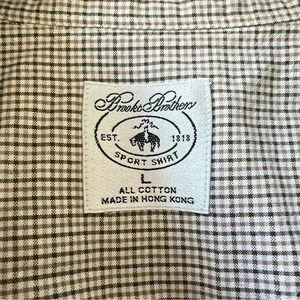 Brooks Brothers
EST. 1818
SPORT SHIRT
L
ALL COTTON
MADE IN HONG KONG